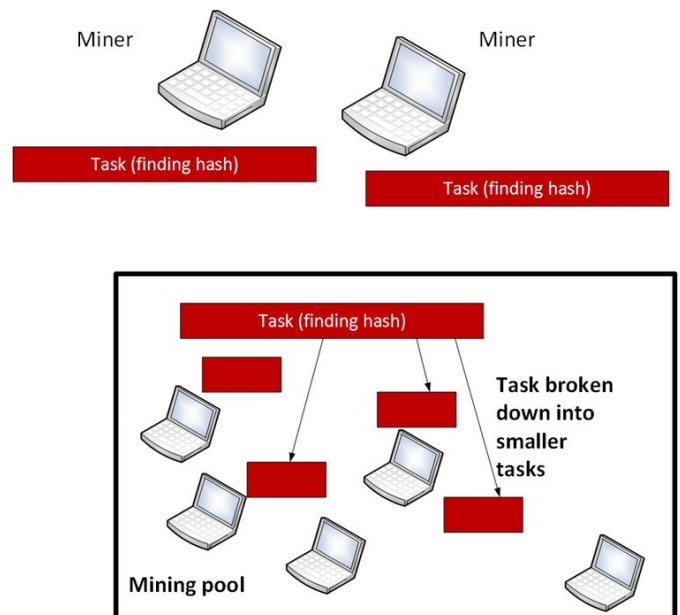 Miner
Miner
Task (finding hash)
Task (finding hash)
Task (finding hash)
Task broken
down into
smaller
tasks
Mining pool